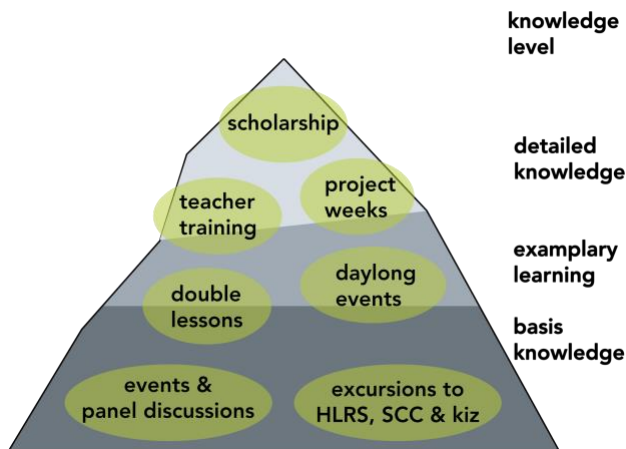 knowledge
level
scholarship
detailed
knowledge
project
weeks
teacher
training
examplary
learning
daylong
events
double
lessons
basis
knowledge
events &
panel discussions
excursions to
HLRS, SCC & kiz